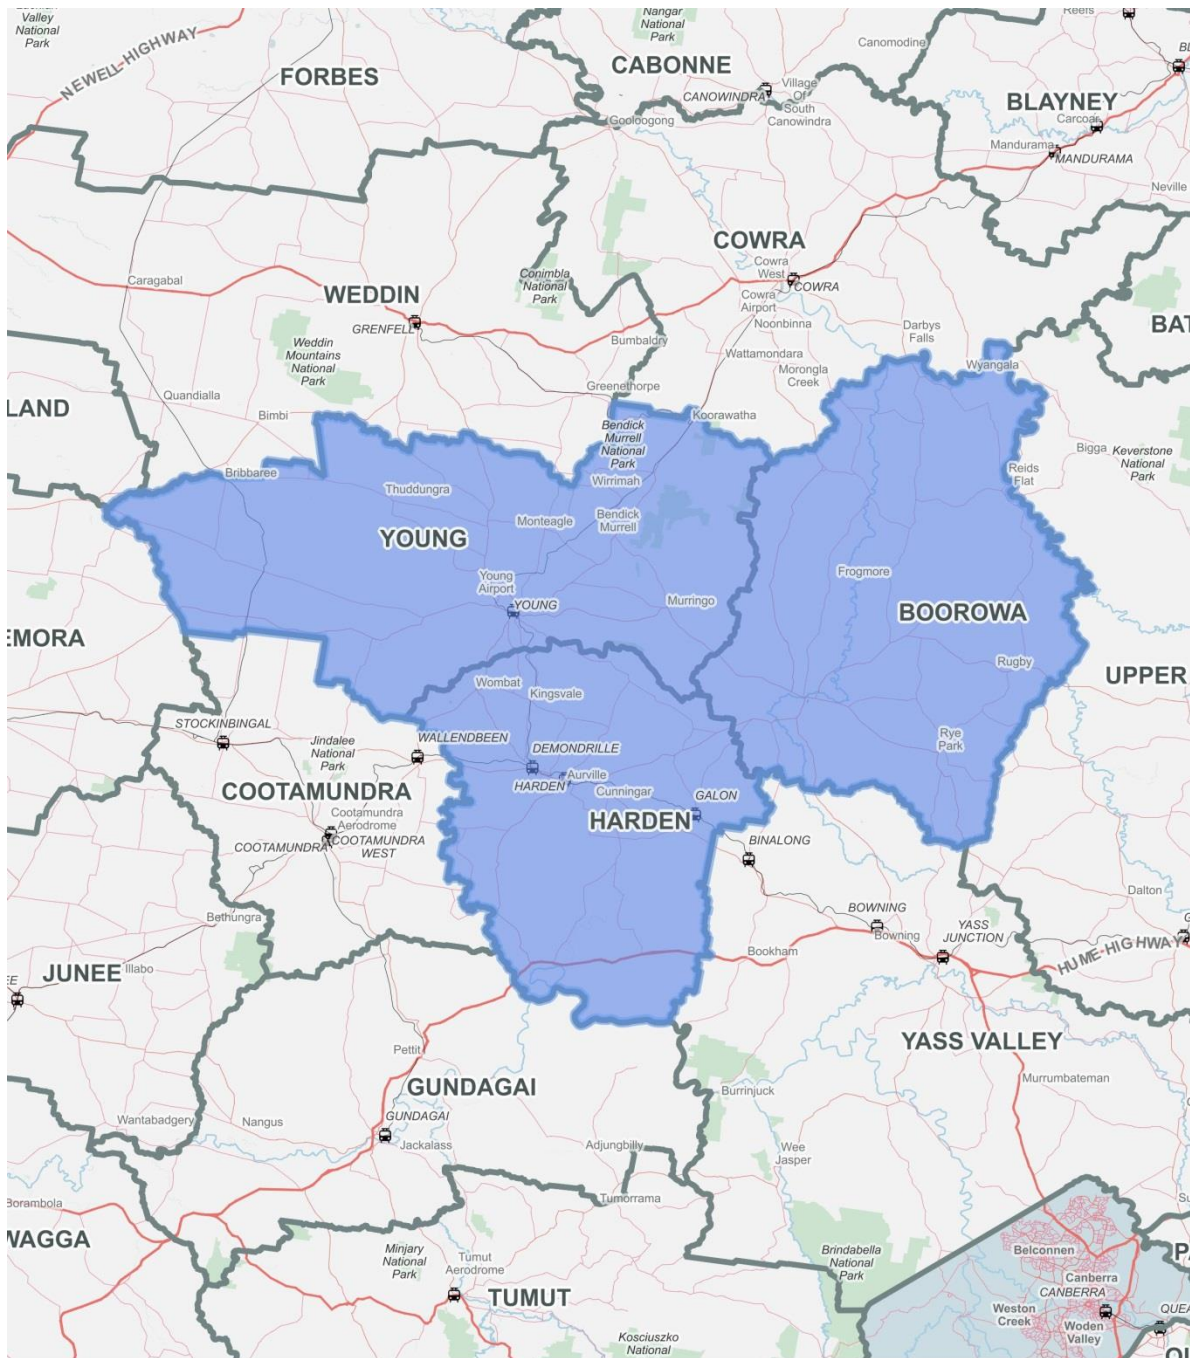 Lachlan
Valley
National
Park
NEWELL-HIGHWAY
FORBES
Nangar
National
Park
CABONNE
CANOWINDRA
Village
Of
South
Canowindra
Canomodine
Gooloogong
Reefs
BLAYNEY
Carcoar
Mandurama
MANDURAMA
Neville
COWRA
Cowra
West
COWRA
Cowra
Airport
Noonbinna
Conimbla
National
Park
Caragabal
WEDDIN
GRENFELL
Weddin
Mountains
National
Park
Bumbaldry
Wattamondara
Morongla
Creek
Darbys
Falls
Wyangala
BAT
Greenethorpe
Koorawatha
LAND
Quandialla
Bimbi
Bendick
Murrell
National
Park
Bigga
Keverstone
National
Park
Reids
Flat
Bribbaree
Thuddungra
Wirrimah
Monteagle
Bendick
Murrell
YOUNG
Young
Airport
YOUNG
Murringo
Frogmore
BOOROWA
Rugby
EMORA
UPPER
Wombat
Kingsvale
STOCKINBINGAL
Jindalee
National
Park
WALLENDBEEN
DEMONDRILLE
HARDEN
Aurville
Cunningar
GALON
Rye
Park
COOTAMUNDRA
Cootamundra
Aerodrome
COOTAMUNDRA
COOTAMUNDRA
WEST
HARDEN
BINALONG
Dalton
Bethungra
BOWNING
Bowning
YASS
JUNCTION
Bookham
HUME-HIGHWAY
JUNEE
Illabo
EE
YASS VALLEY
Pettit
Murrumbateman
GUNDAGAI
Burrinjuck
Wantabadgery
Nangus
GUNDAGAI
Jackalass
Adjungbilly
Wee
Jasper
Borambola
Tumorrama
WAGGA
Minjary
National
Park
Tumut
Aerodrome
TUMUT
Brindabella
National
Park
Belconnen
Canberra
CANBERRA
Weston
Creek
Woden
Valley
QUEA
Kosciuszko
National